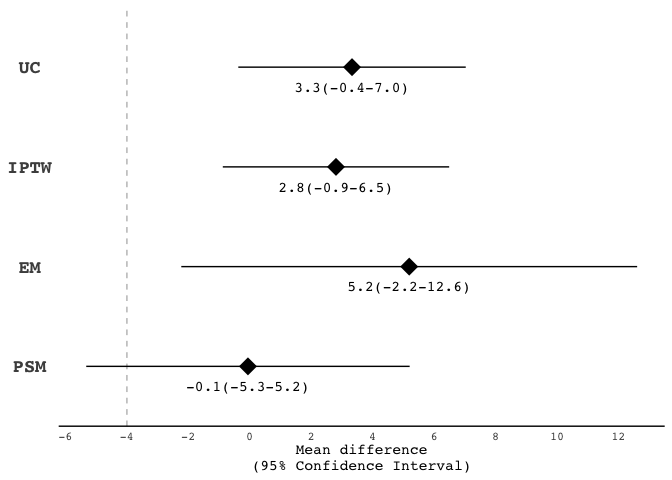 UC
3.3(-0.4-7.0)
IPTW
2.8(-0.9-6.5)
EM
5.2(-2.2-12.6)
PSM
-0.1(-5.3-5.2)
-6 -4 -2 0 2 4 6 8 10 12
Mean difference
(95% Confidence Interval)